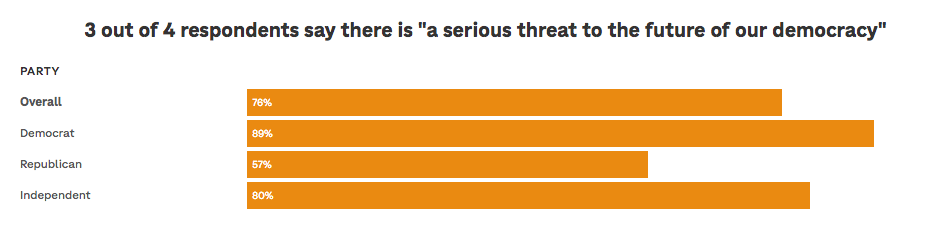 3 out of 4 respondents say there is "a serious threat to the future of our democracy"
PARTY
Overall 76%
Democrat 89%
Republican 57%
Independent 80%